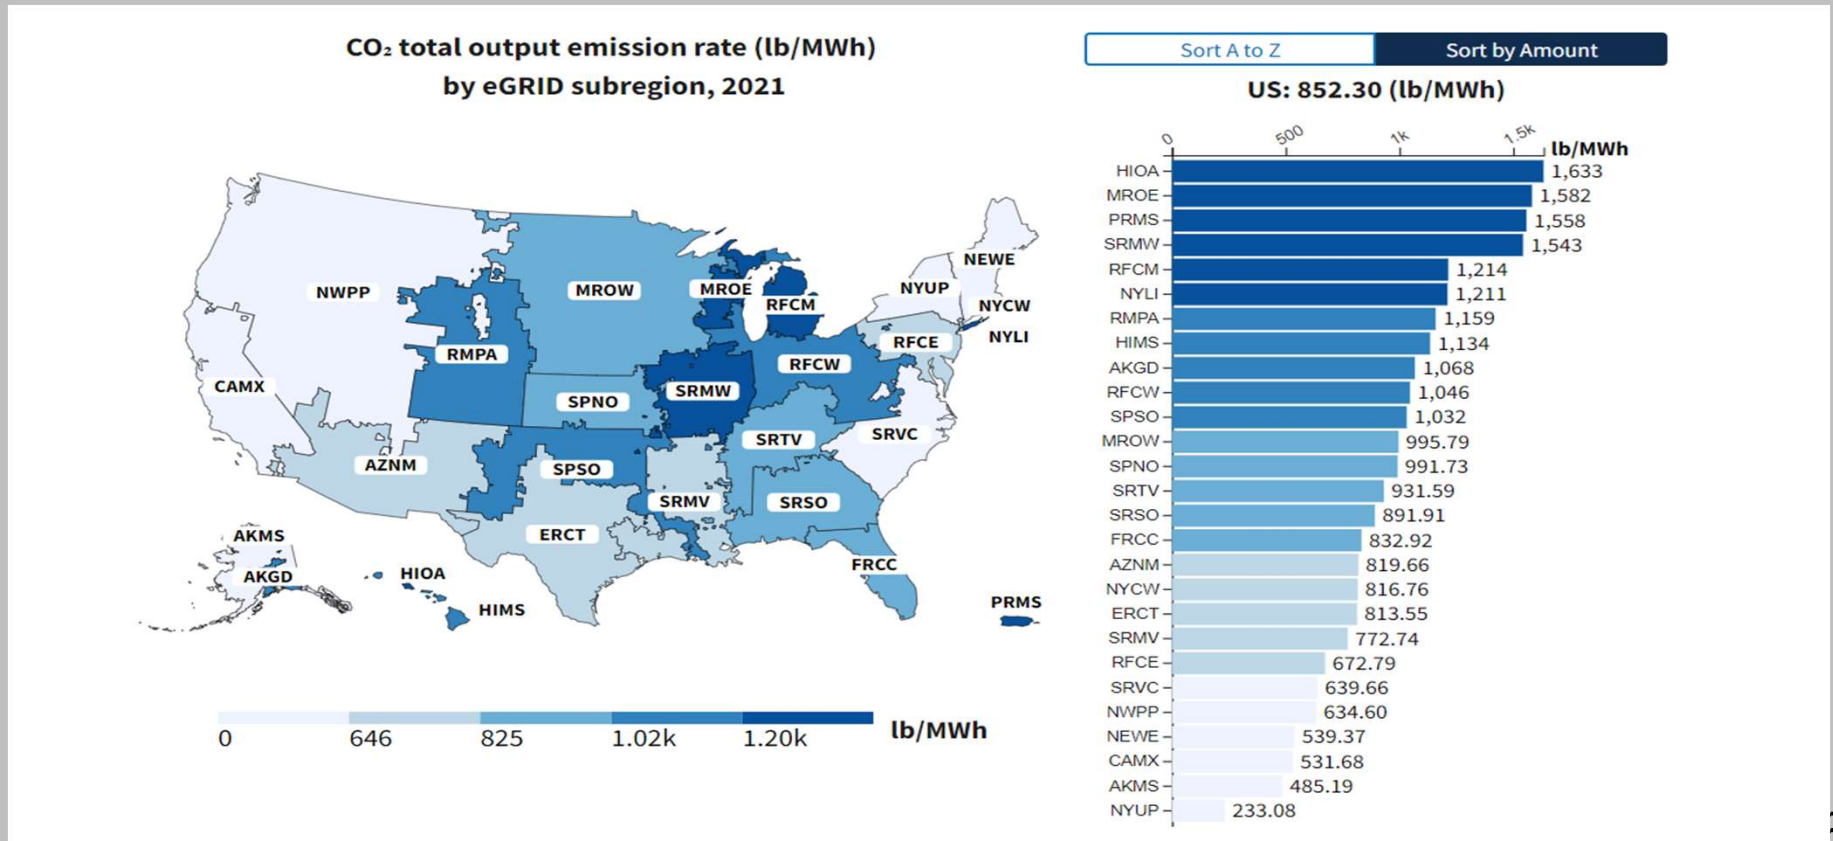 CO₂ total output emission rate (lb/MWh)
by eGRID subregion, 2021
NEWE
NYUP
NWPP
MROW
MROE
NYCW
RFCM
NYLI
RFCE
RMPA
RFCW
CAMX
SRMW
SPNO
SRVC
SRTV
AZNM
SPSO
SRMV
SRSO
ERCT
AKMS
FRCC
AKGD
HIOA
PRMS
HIMS
0 646 825 1.02k 1.20k lb/MWh
Sort A to Z Sort by Amount
US: 852.30 (lb/MWh)
0 500 1k 1.5k lb/MWh
HIOA 1,633
MROE 1,582
PRMS 1,558
SRMW 1,543
RFCM 1,214
NYLI 1,211
RMPA 1,159
HIMS 1,134
AKGD 1,068
RFCW 1,046
SPSO 1,032
MROW 995.79
SPNO 991.73
SRTV 931.59
SRSO 891.91
FRCC 832.92
AZNM 819.66
NYCW 816.76
ERCT 813.55
SRMV 772.74
RFCE 672.79
SRVC 639.66
NWPP 634.60
NEWE 539.37
CAMX 531.68
AKMS 485.19
NYUP 233.08